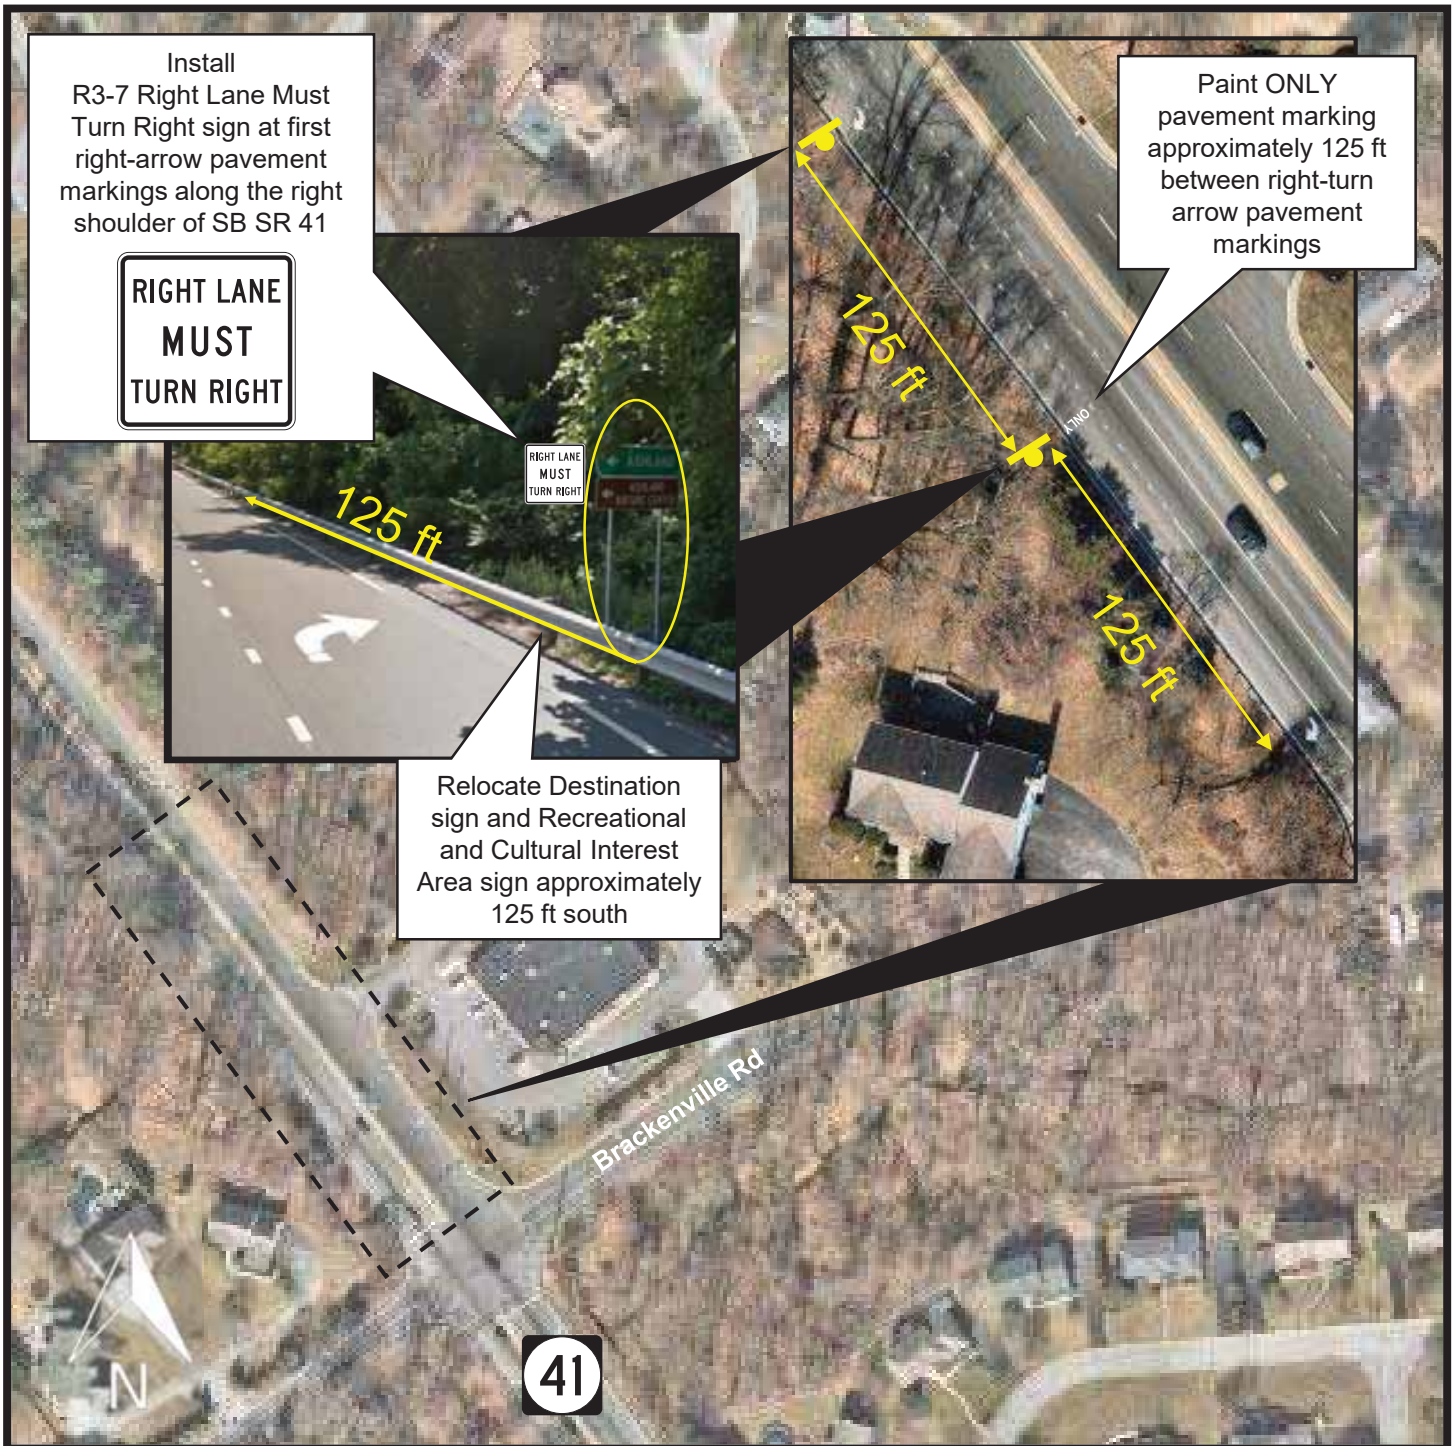 Install
R3-7 Right Lane Must
Turn Right sign at first
right-arrow pavement
markings along the right
shoulder of SB SR 41
RIGHT LANE
MUST
TURN RIGHT
Paint ONLY
pavement marking
approximately 125 ft
between right-turn
arrow pavement
markings
125 ft
ONLY
125 ft
RIGHT LANE
MUST
TURN RIGHT
ASHLAND
125 ft
Relocate Destination
sign and Recreational
and Cultural Interest
Area sign approximately
125 ft south
Brackenville Rd
N
41